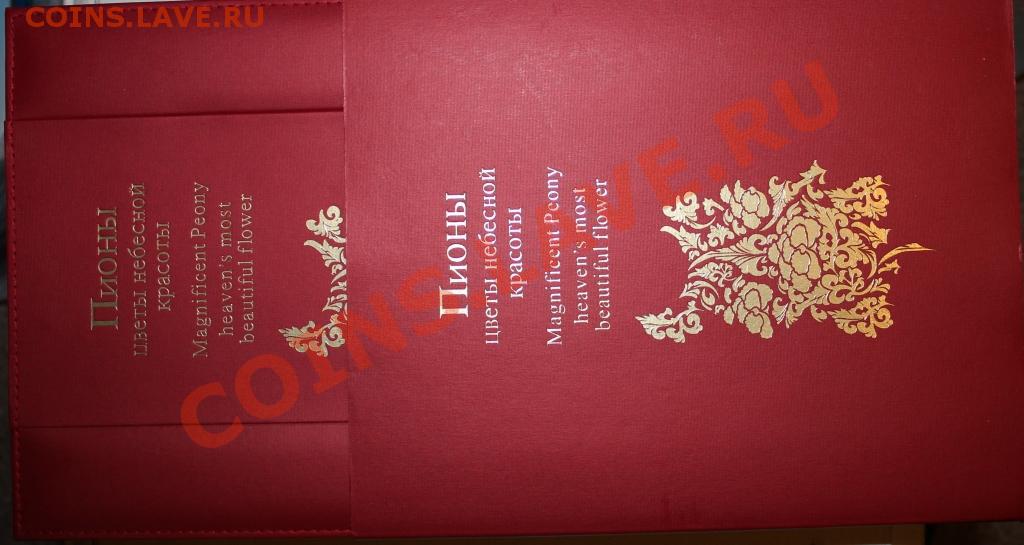 COINS.LAVE.RU
Пионы
цветы небесной
красоты
Magnificent Peony
heaven's most
beautiful flower
Пионы
цветы небесной
красоты
Magnificent Peony
heaven's most
beautiful flower
COINS.LAVE.RU